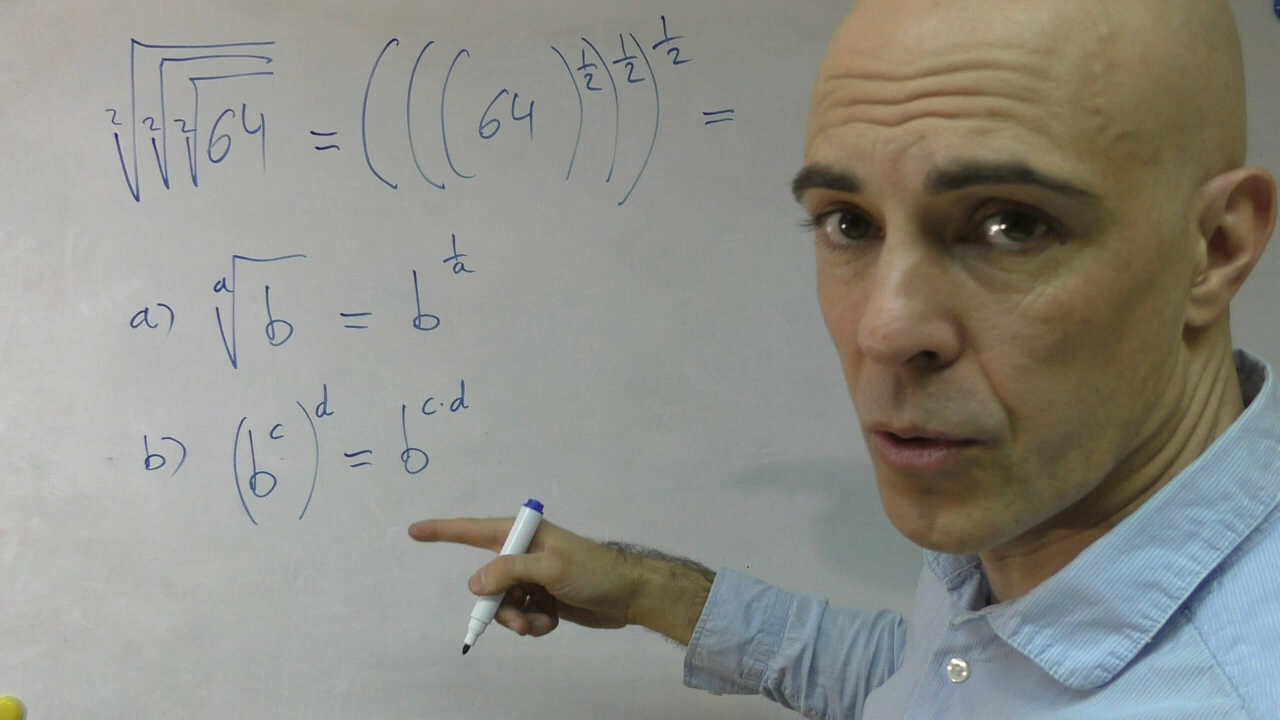 ²√²√²√64 = (((64)^½)^½)^½ =
a) ᵃ√b = b^(1/a)
b) (b^c)^d = b^(c·d)